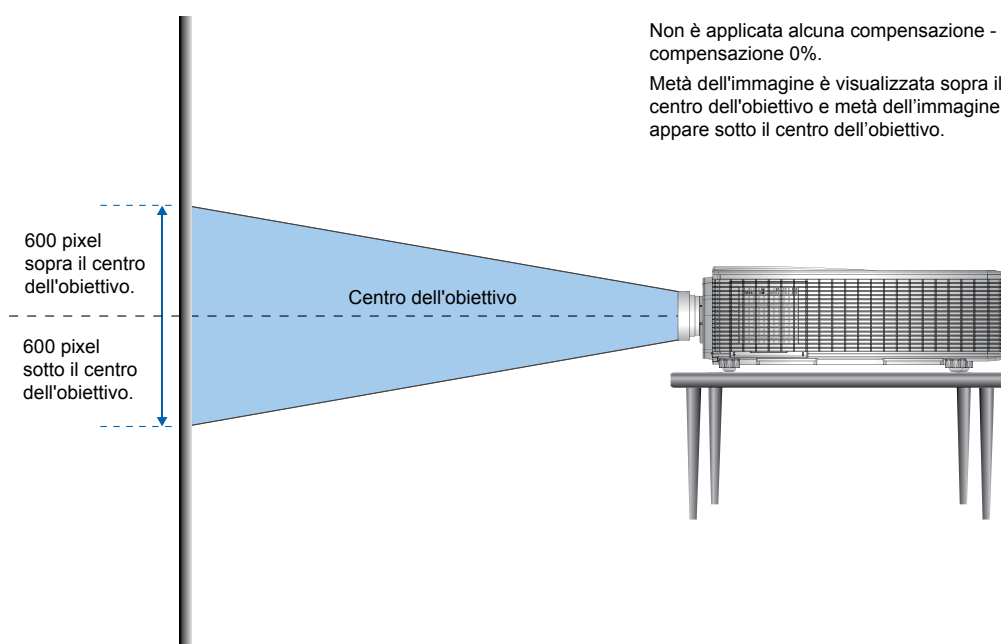 Non è applicata alcuna compensazione -
compensazione 0%.
Metà dell'immagine è visualizzata sopra il
centro dell'obiettivo e metà dell’immagine
appare sotto il centro dell’obiettivo.
600 pixel
sopra il centro
dell'obiettivo.
Centro dell'obiettivo
600 pixel
sotto il centro
dell'obiettivo.